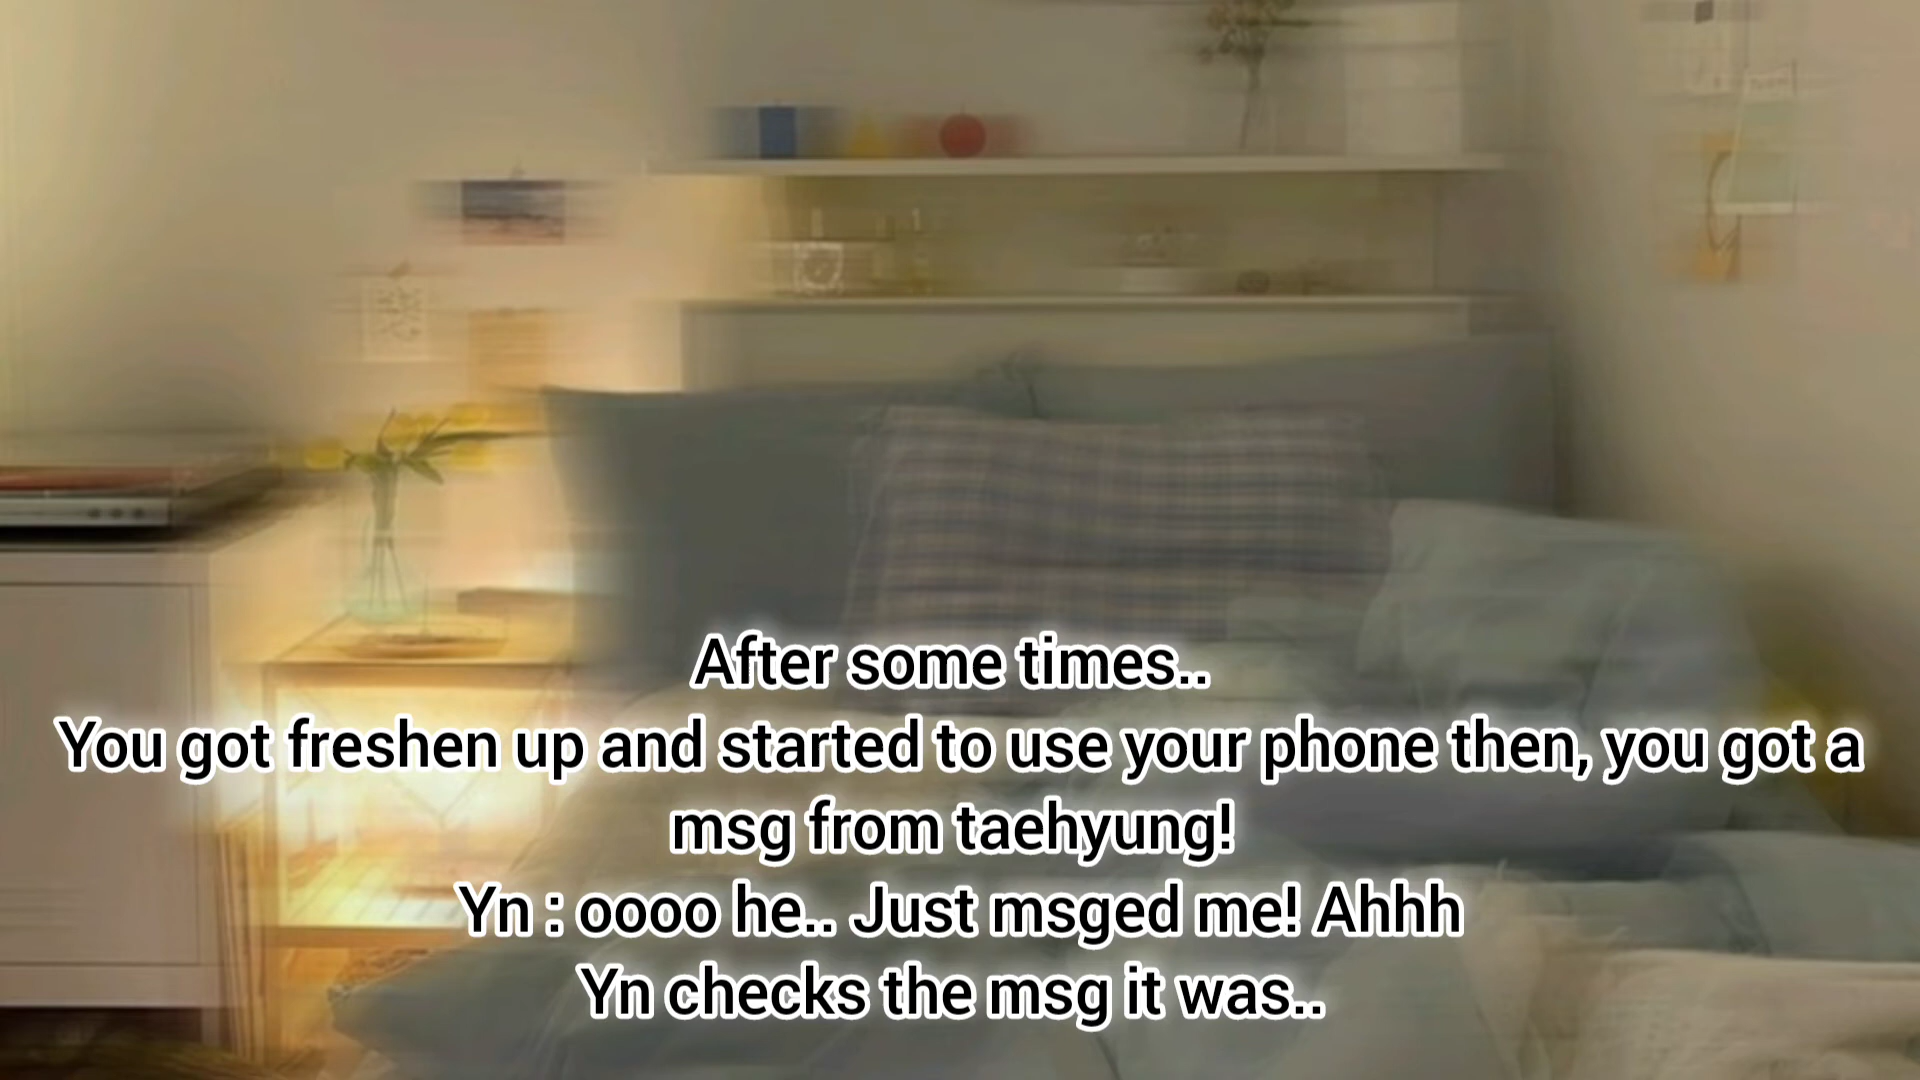 After some times..
You got freshen up and started to use your phone then, you got a
msg from taehyung!
Yn : oooo he.. Just msged me! Ahhh
Yn checks the msg it was..